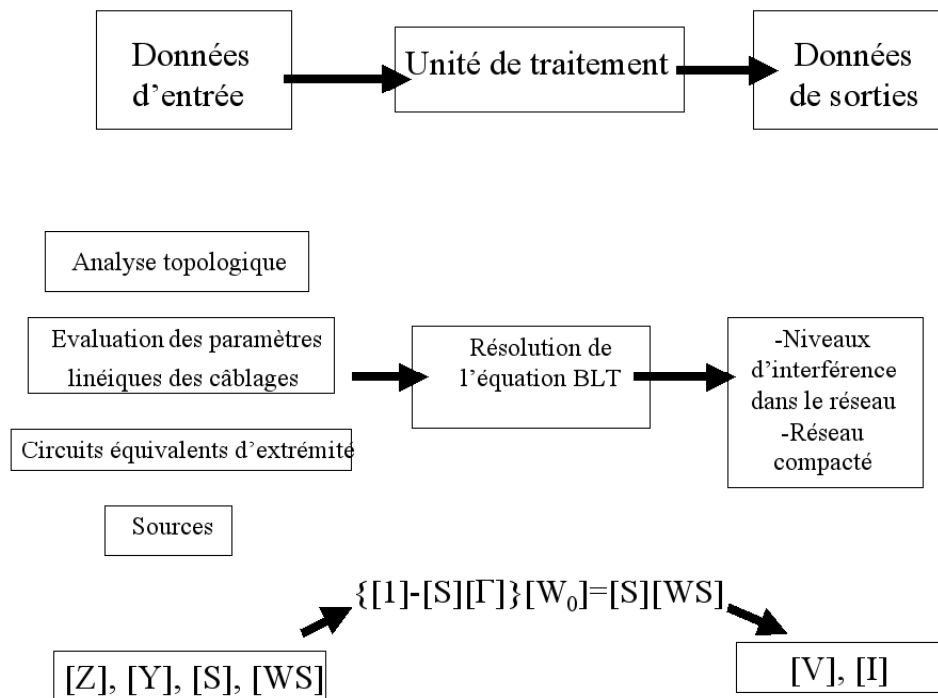 Données
d'entrée
Unité de traitement
Données
de sorties
Analyse topologique
Evaluation des paramètres
linéiques des câblages
Circuits équivalents d'extrémité
Sources
Résolution de
l'équation BLT
-Niveaux
d'interférence
dans le réseau
-Réseau
compacté
{[1]-[S][Γ]}[W₀]=[S][WS]
[Z], [Y], [S], [WS]
[V], [I]